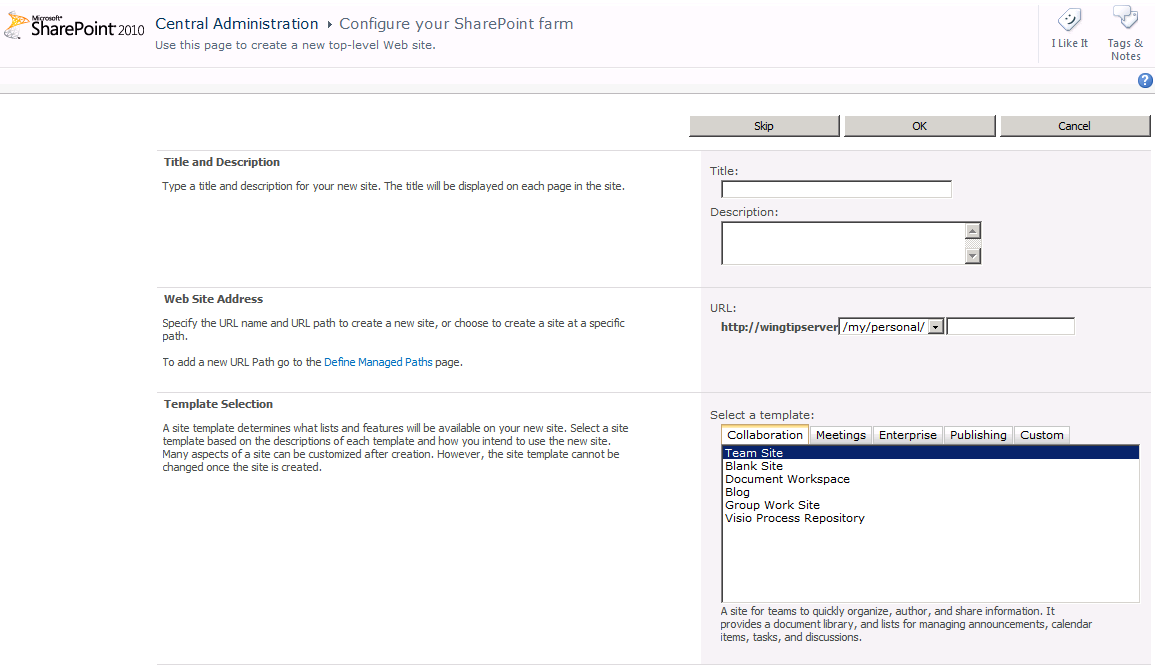 Microsoft®
SharePoint® 2010
Central Administration ▸ Configure your SharePoint farm
Use this page to create a new top-level Web site.
I Like It
Tags &
Notes
?
Skip
OK
Cancel
Title and Description
Type a title and description for your new site. The title will be displayed on each page in the site.
Title:
Description:
Web Site Address
Specify the URL name and URL path to create a new site, or choose to create a site at a specific
path.
To add a new URL Path go to the Define Managed Paths page.
URL:
http://wingtipserver /my/personal/
Template Selection
A site template determines what lists and features will be available on your new site. Select a site
template based on the descriptions of each template and how you intend to use the new site.
Many aspects of a site can be customized after creation. However, the site template cannot be
changed once the site is created.
Select a template:
Collaboration Meetings Enterprise Publishing Custom
Team Site
Blank Site
Document Workspace
Blog
Group Work Site
Visio Process Repository
A site for teams to quickly organize, author, and share information. It
provides a document library, and lists for managing announcements, calendar
items, tasks, and discussions.